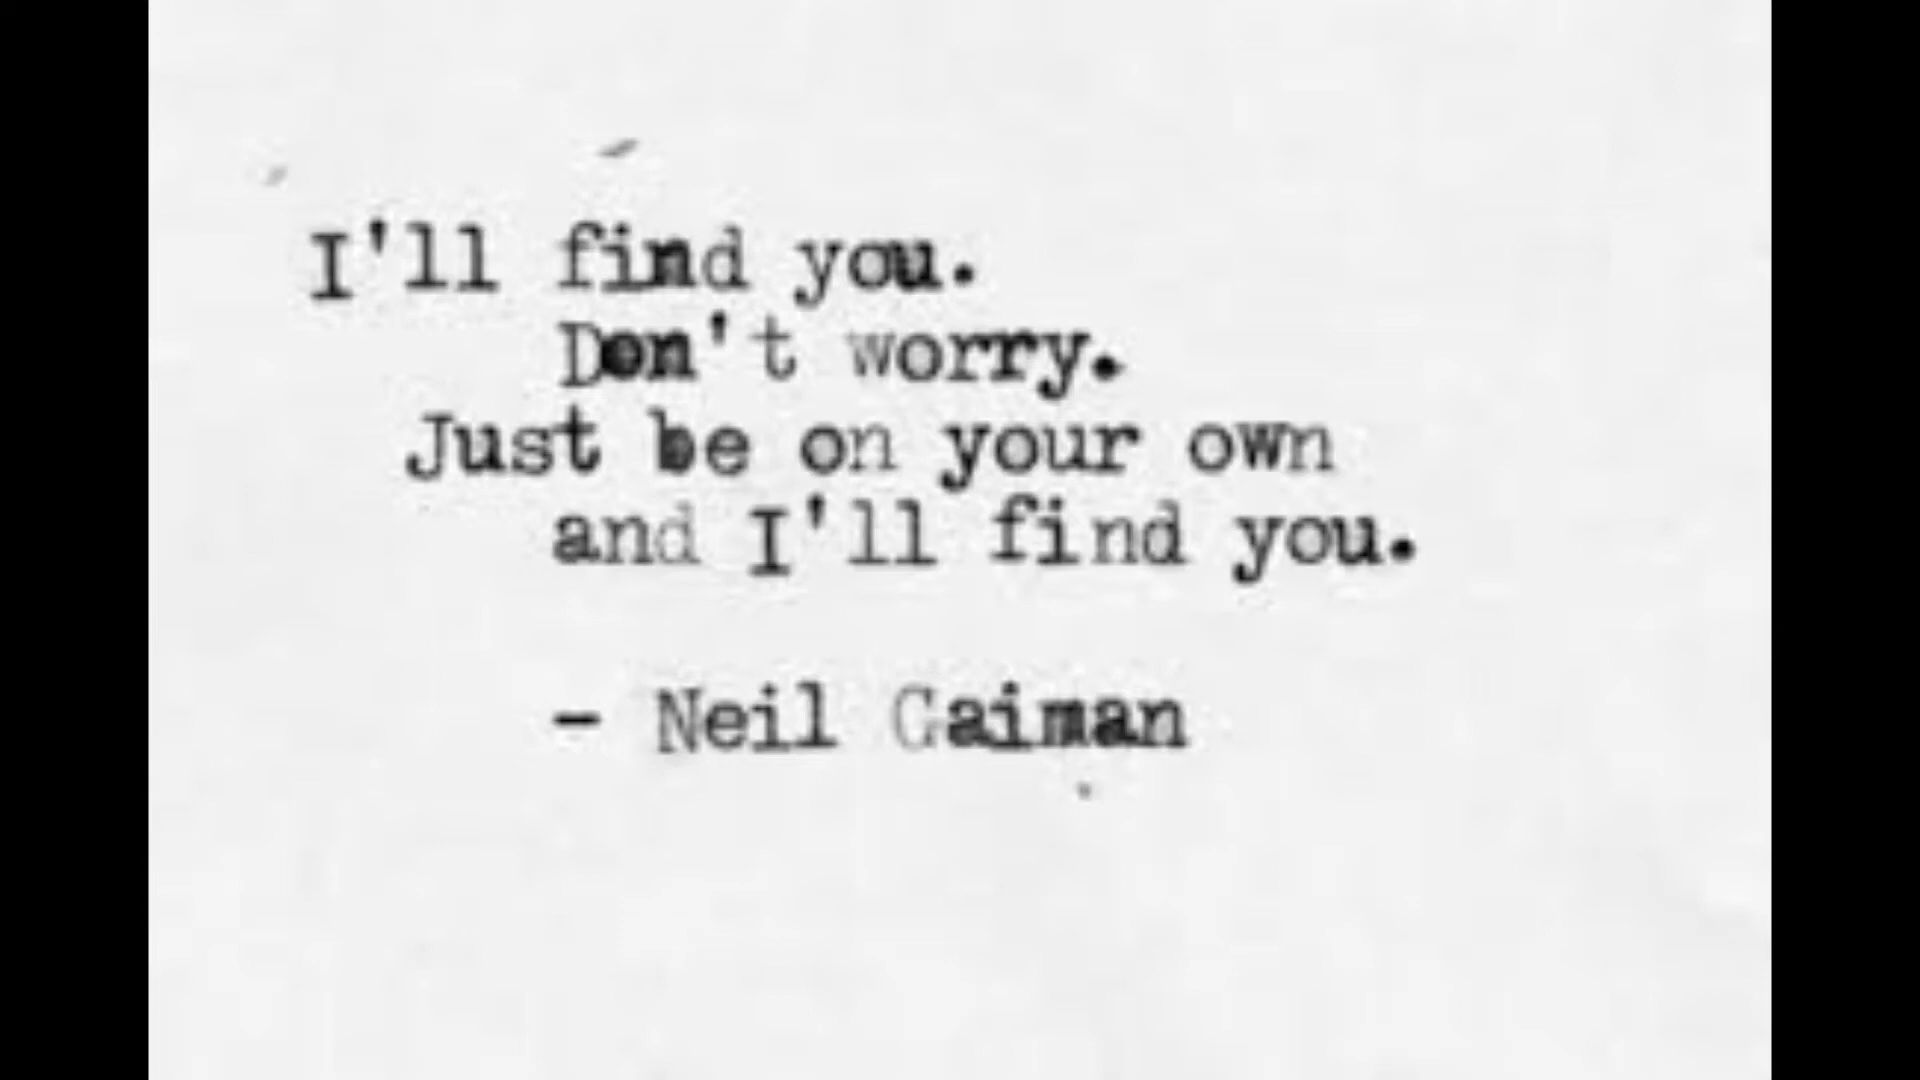 I'll find you.
Don't worry.
Just be on your own
and I'll find you.
- Neil Gaiman